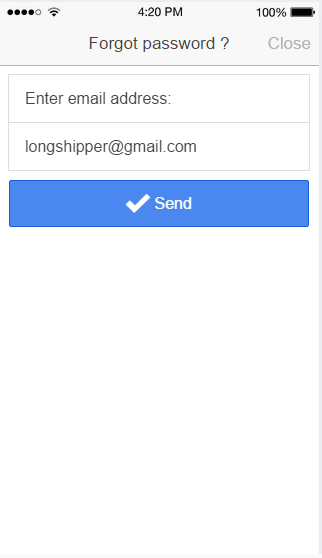 4:20 PM 100%
Forgot password ? Close
Enter email address:
longshipper@gmail.com
Send